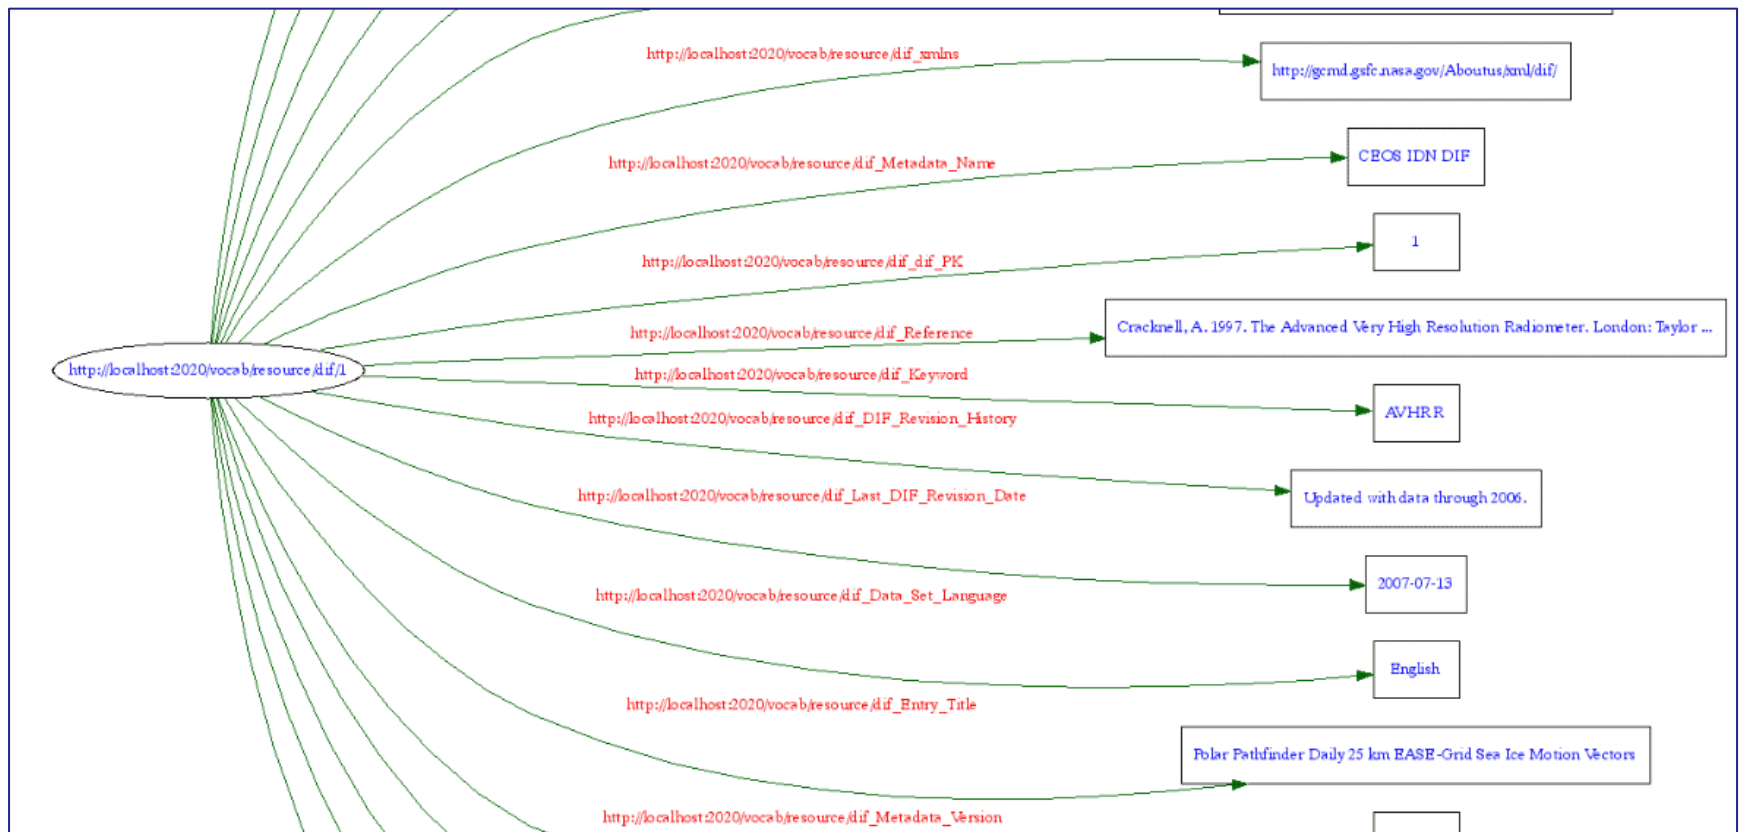 http://localhost:2020/vocab/resource/dif_xmlns
http://gcmd.gsfc.nasa.gov/Aboutus/xml/dif/
http://localhost:2020/vocab/resource/dif_Metadata_Name
CEOS IDN DIF
http://localhost:2020/vocab/resource/dif_dif_PK
1
http://localhost:2020/vocab/resource/dif_Reference
Cracknell, A. 1997. The Advanced Very High Resolution Radiometer. London: Taylor ...
http://localhost:2020/vocab/resource/dif/1
http://localhost:2020/vocab/resource/dif_Keyword
AVHRR
http://localhost:2020/vocab/resource/dif_DIF_Revision_History
Updated with data through 2006.
http://localhost:2020/vocab/resource/dif_Last_DIF_Revision_Date
2007-07-13
http://localhost:2020/vocab/resource/dif_Data_Set_Language
English
http://localhost:2020/vocab/resource/dif_Entry_Title
Polar Pathfinder Daily 25 km EASE-Grid Sea Ice Motion Vectors
http://localhost:2020/vocab/resource/dif_Metadata_Version